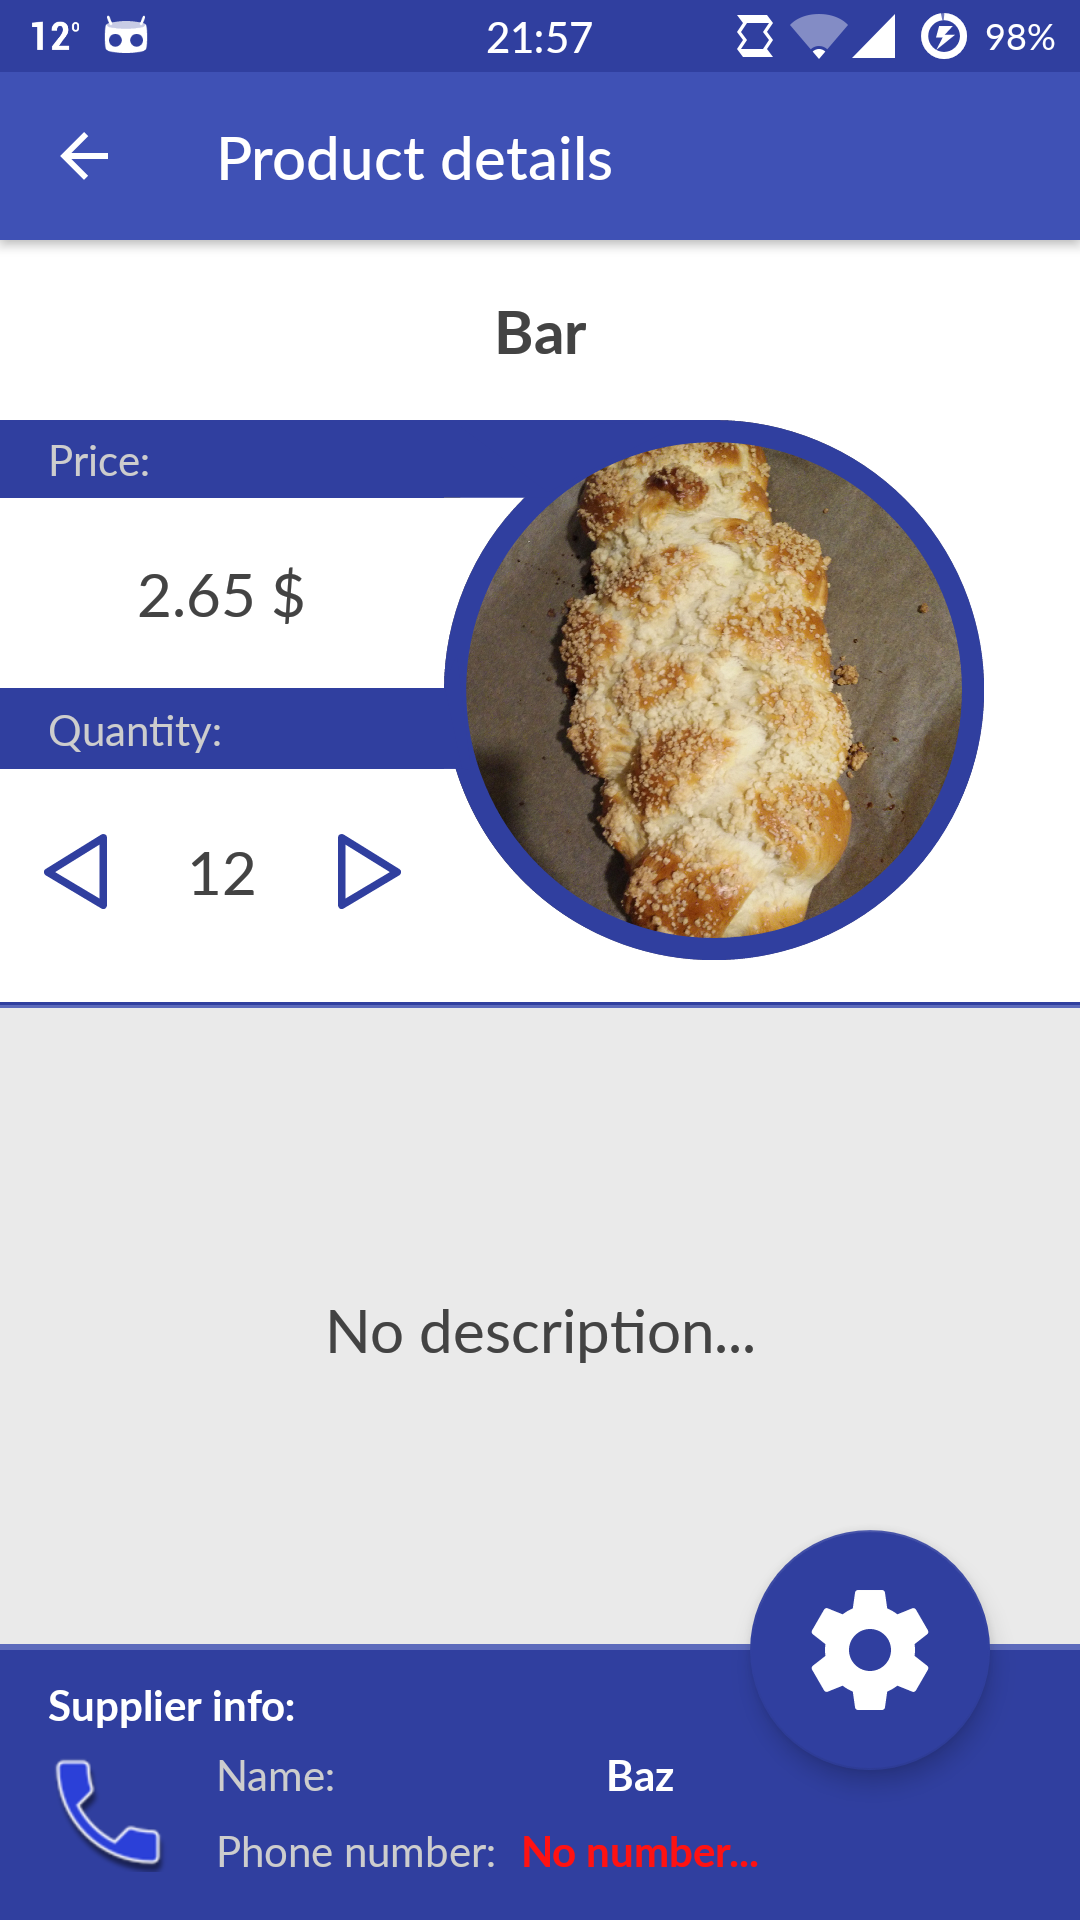 12°
21:57
98%
Product details
Bar
Price:
2.65 $
Quantity:
12
No description...
Supplier info:
Name: Baz
Phone number: No number...